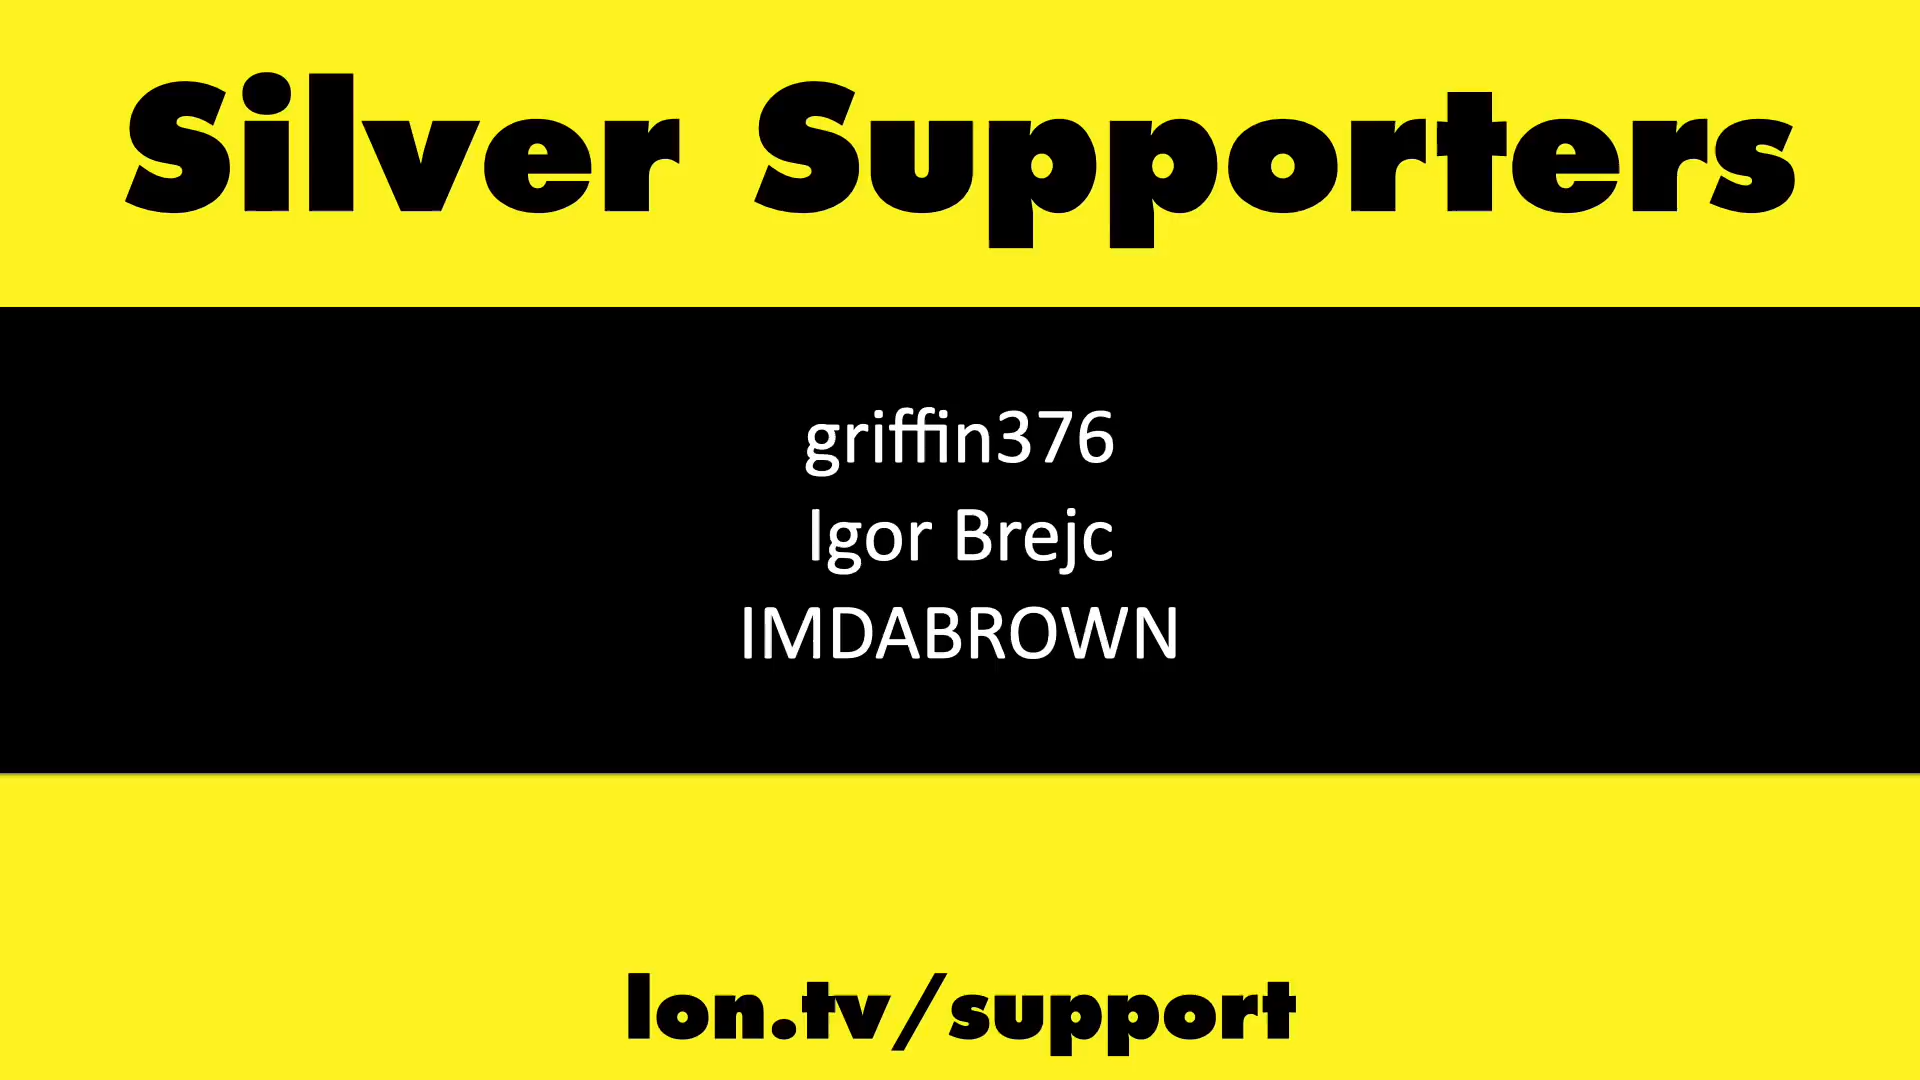 Silver Supporters
griffin376
Igor Brejc
IMDABROWN
lon.tv/support